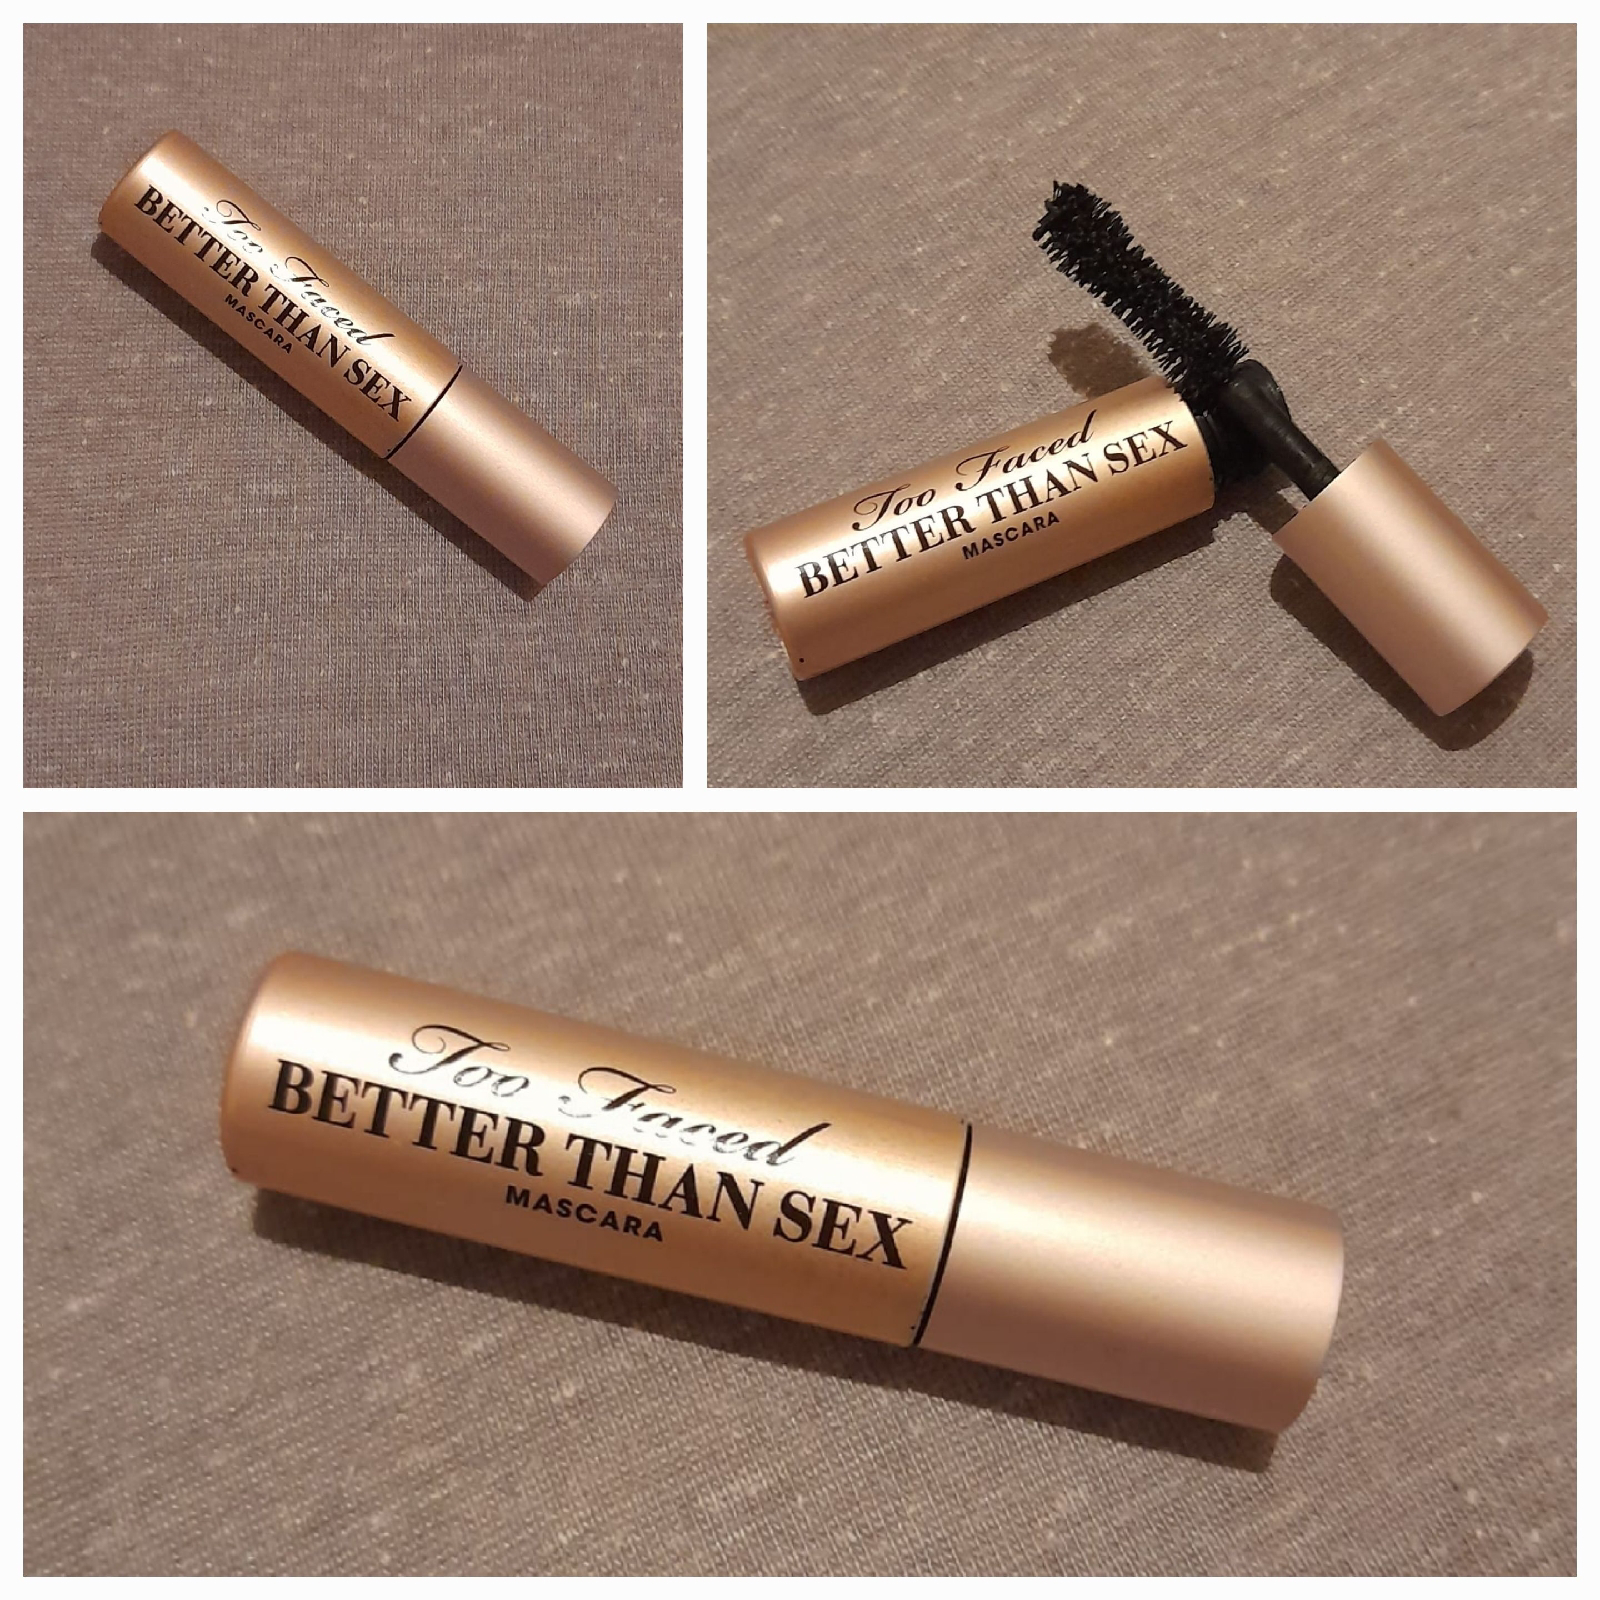 Too Faced
BETTER THAN SEX
MASCARA
Too Faced
BETTER THAN SEX
MASCARA
Too Faced
BETTER THAN SEX
MASCARA